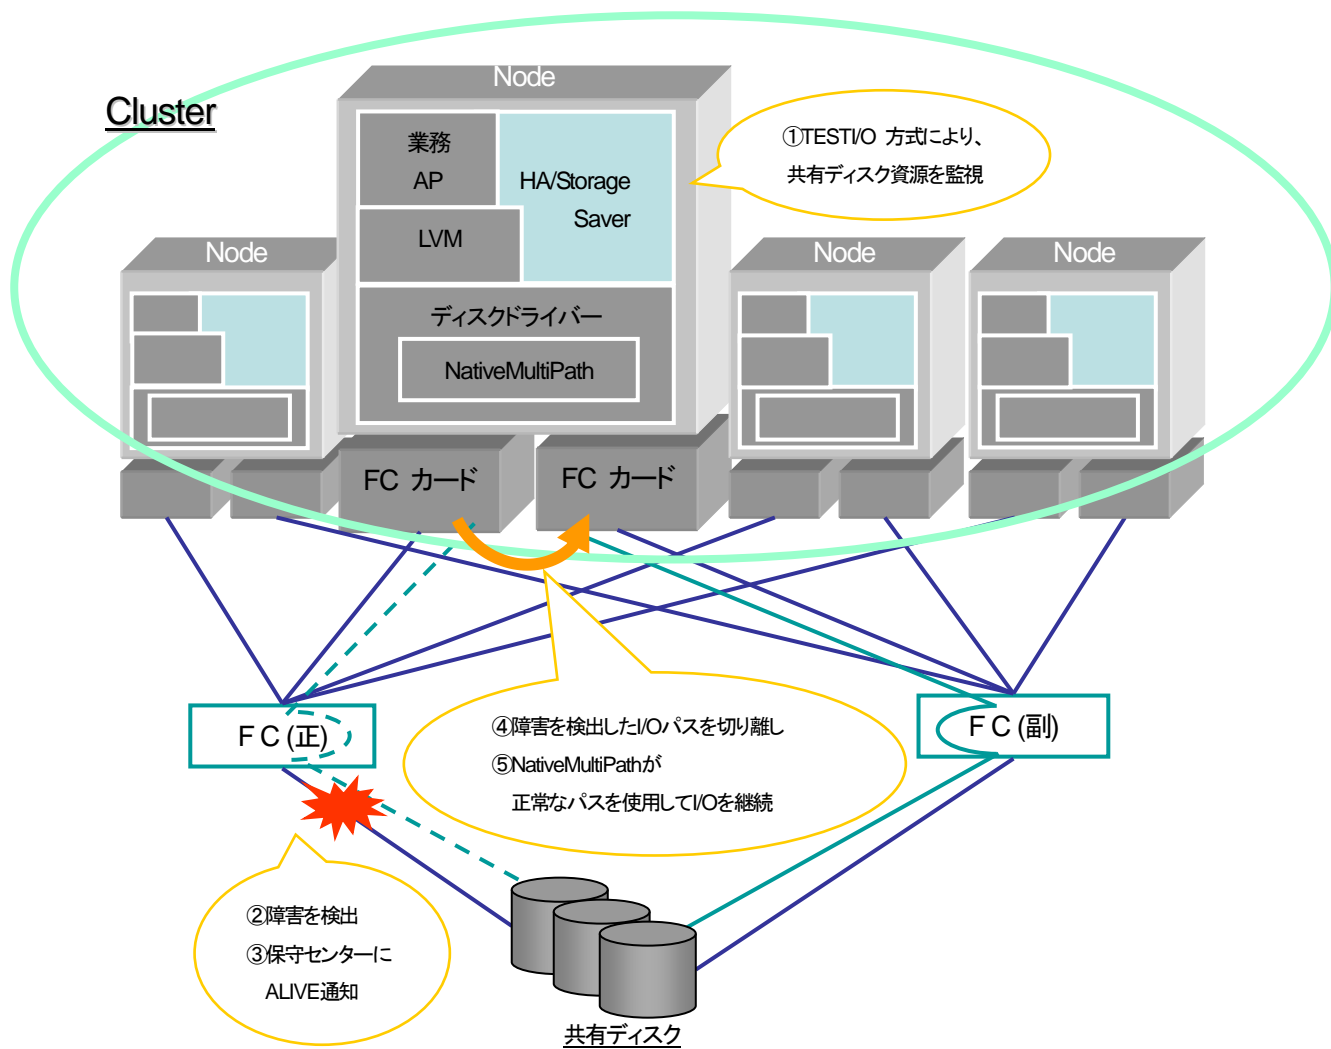 Node
Cluster
①TESTI/O 方式により、
共有ディスク資源を監視
業務
AP
HA/Storage
Saver
LVM
Node
Node
Node
ディスクドライバー
NativeMultiPath
FC カード
FC カード
FC(正)
FC(副)
④障害を検出したI/Oパスを切り離し
⑤NativeMultiPathが
正常なパスを使用してI/Oを継続
②障害を検出
③保守センターに
ALIVE通知
共有ディスク